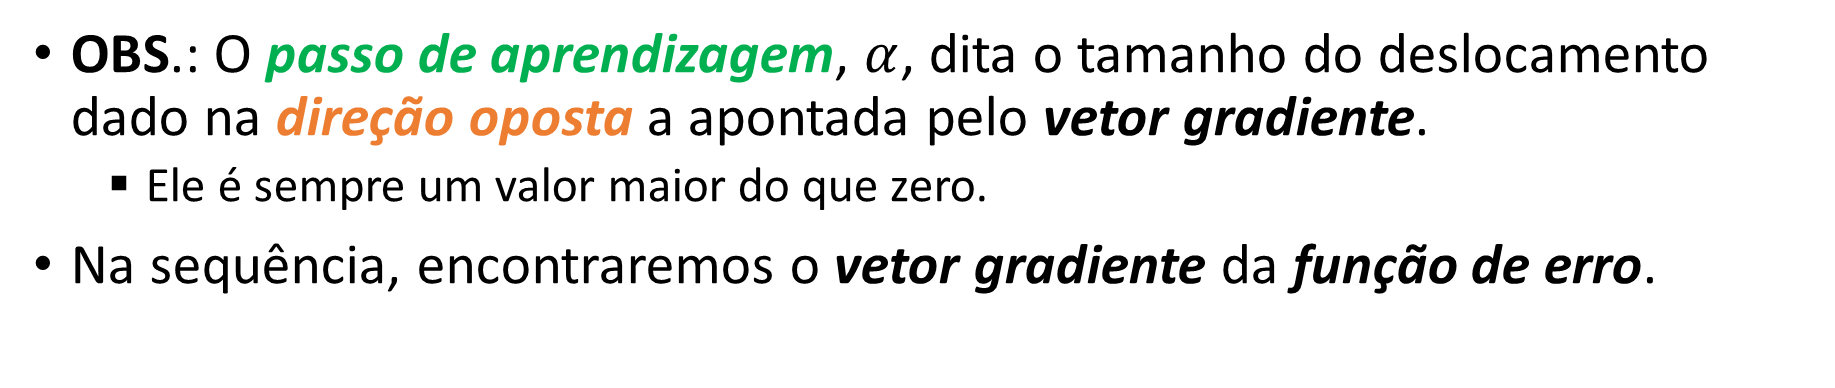 • OBS.: O passo de aprendizagem, 𝛼, dita o tamanho do deslocamento
dado na direção oposta a apontada pelo vetor gradiente.
▪ Ele é sempre um valor maior do que zero.
• Na sequência, encontraremos o vetor gradiente da função de erro.